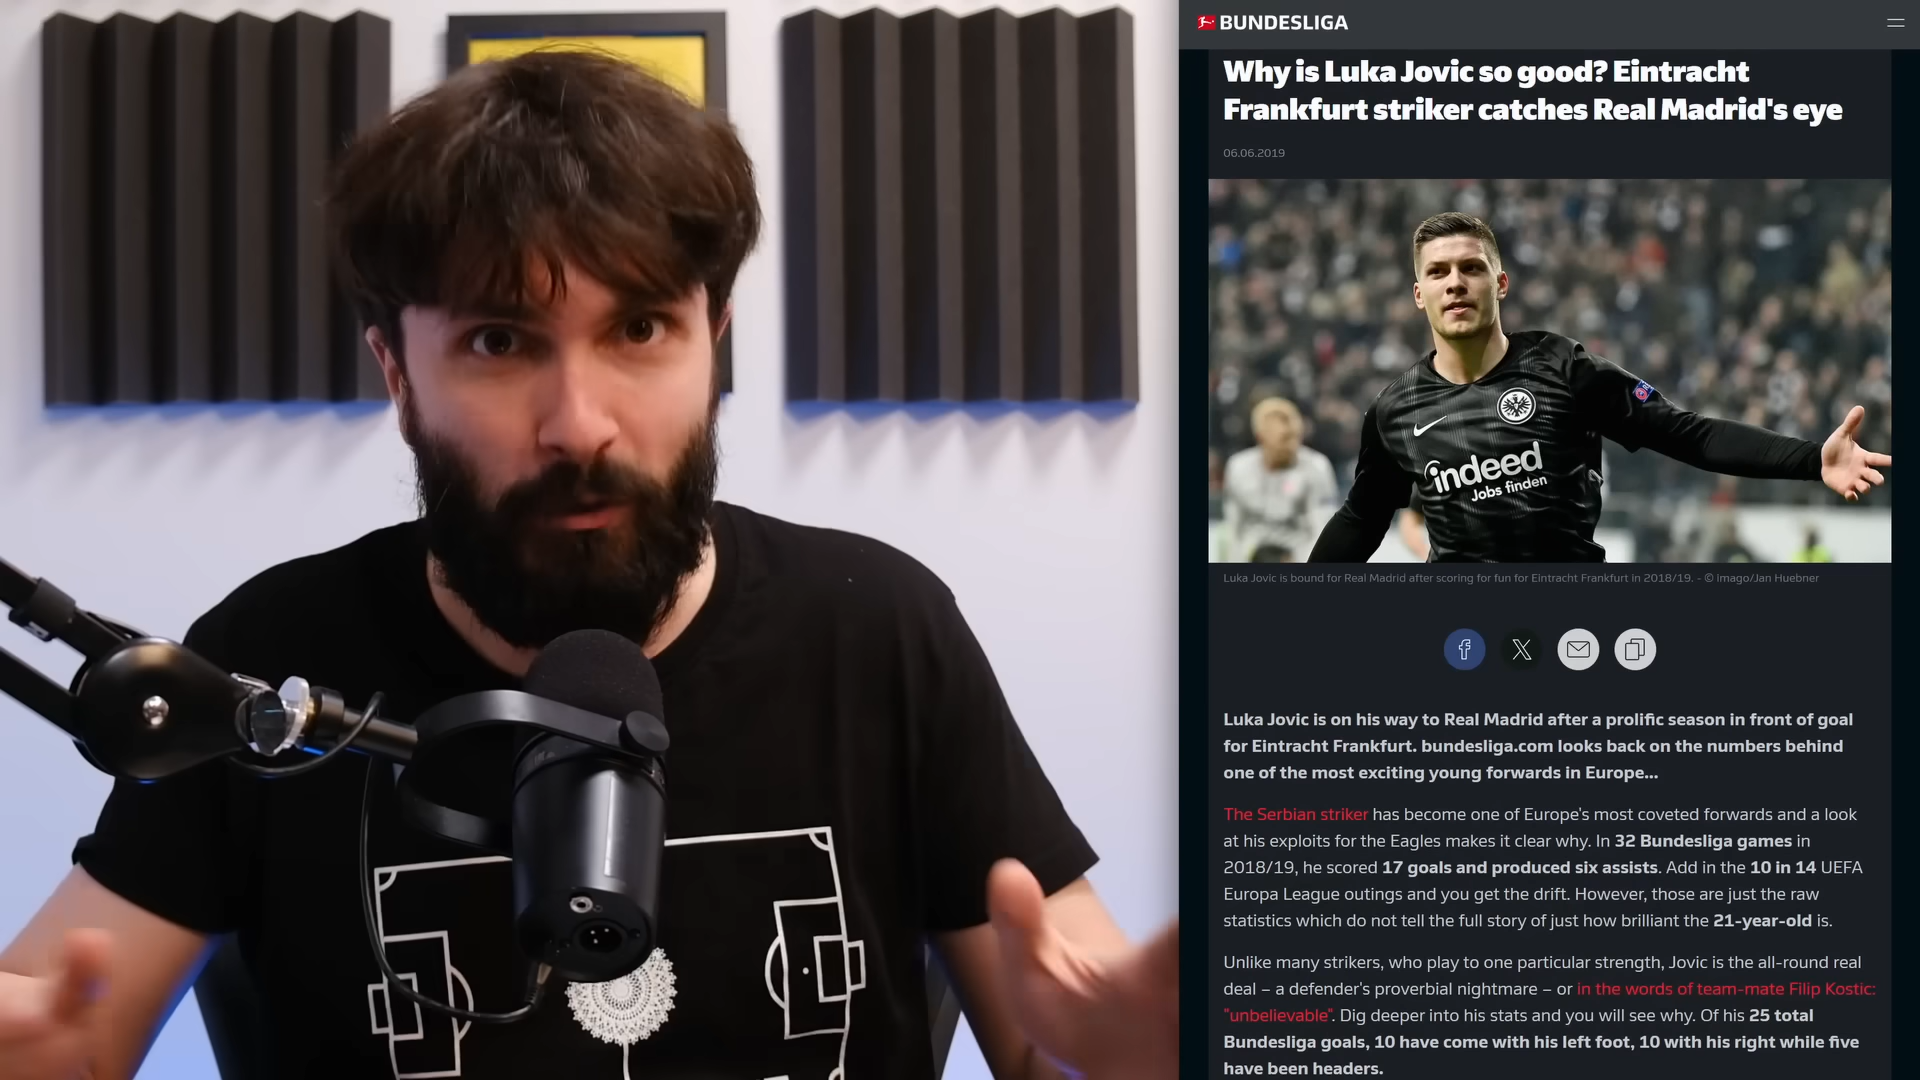 BUNDESLIGA
Why is Luka Jovic so good? Eintracht
Frankfurt striker catches Real Madrid's eye
06.06.2019
indeed
Jobs finden
Luka Jovic is bound for Real Madrid after scoring for fun for Eintracht Frankfurt in 2018/19. - © imago/Jan Huebner
Luka Jovic is on his way to Real Madrid after a prolific season in front of goal
for Eintracht Frankfurt. bundesliga.com looks back on the numbers behind
one of the most exciting young forwards in Europe...
The Serbian striker has become one of Europe's most coveted forwards and a look
at his exploits for the Eagles makes it clear why. In 32 Bundesliga games in
2018/19, he scored 17 goals and produced six assists. Add in the 10 in 14 UEFA
Europa League outings and you get the drift. However, those are just the raw
statistics which do not tell the full story of just how brilliant the 21-year-old is.
Unlike many strikers, who play to one particular strength, Jovic is the all-round real
deal – a defender's proverbial nightmare – or in the words of team-mate Filip Kostic:
"unbelievable". Dig deeper into his stats and you will see why. Of his 25 total
Bundesliga goals, 10 have come with his left foot, 10 with his right while five
have been headers.